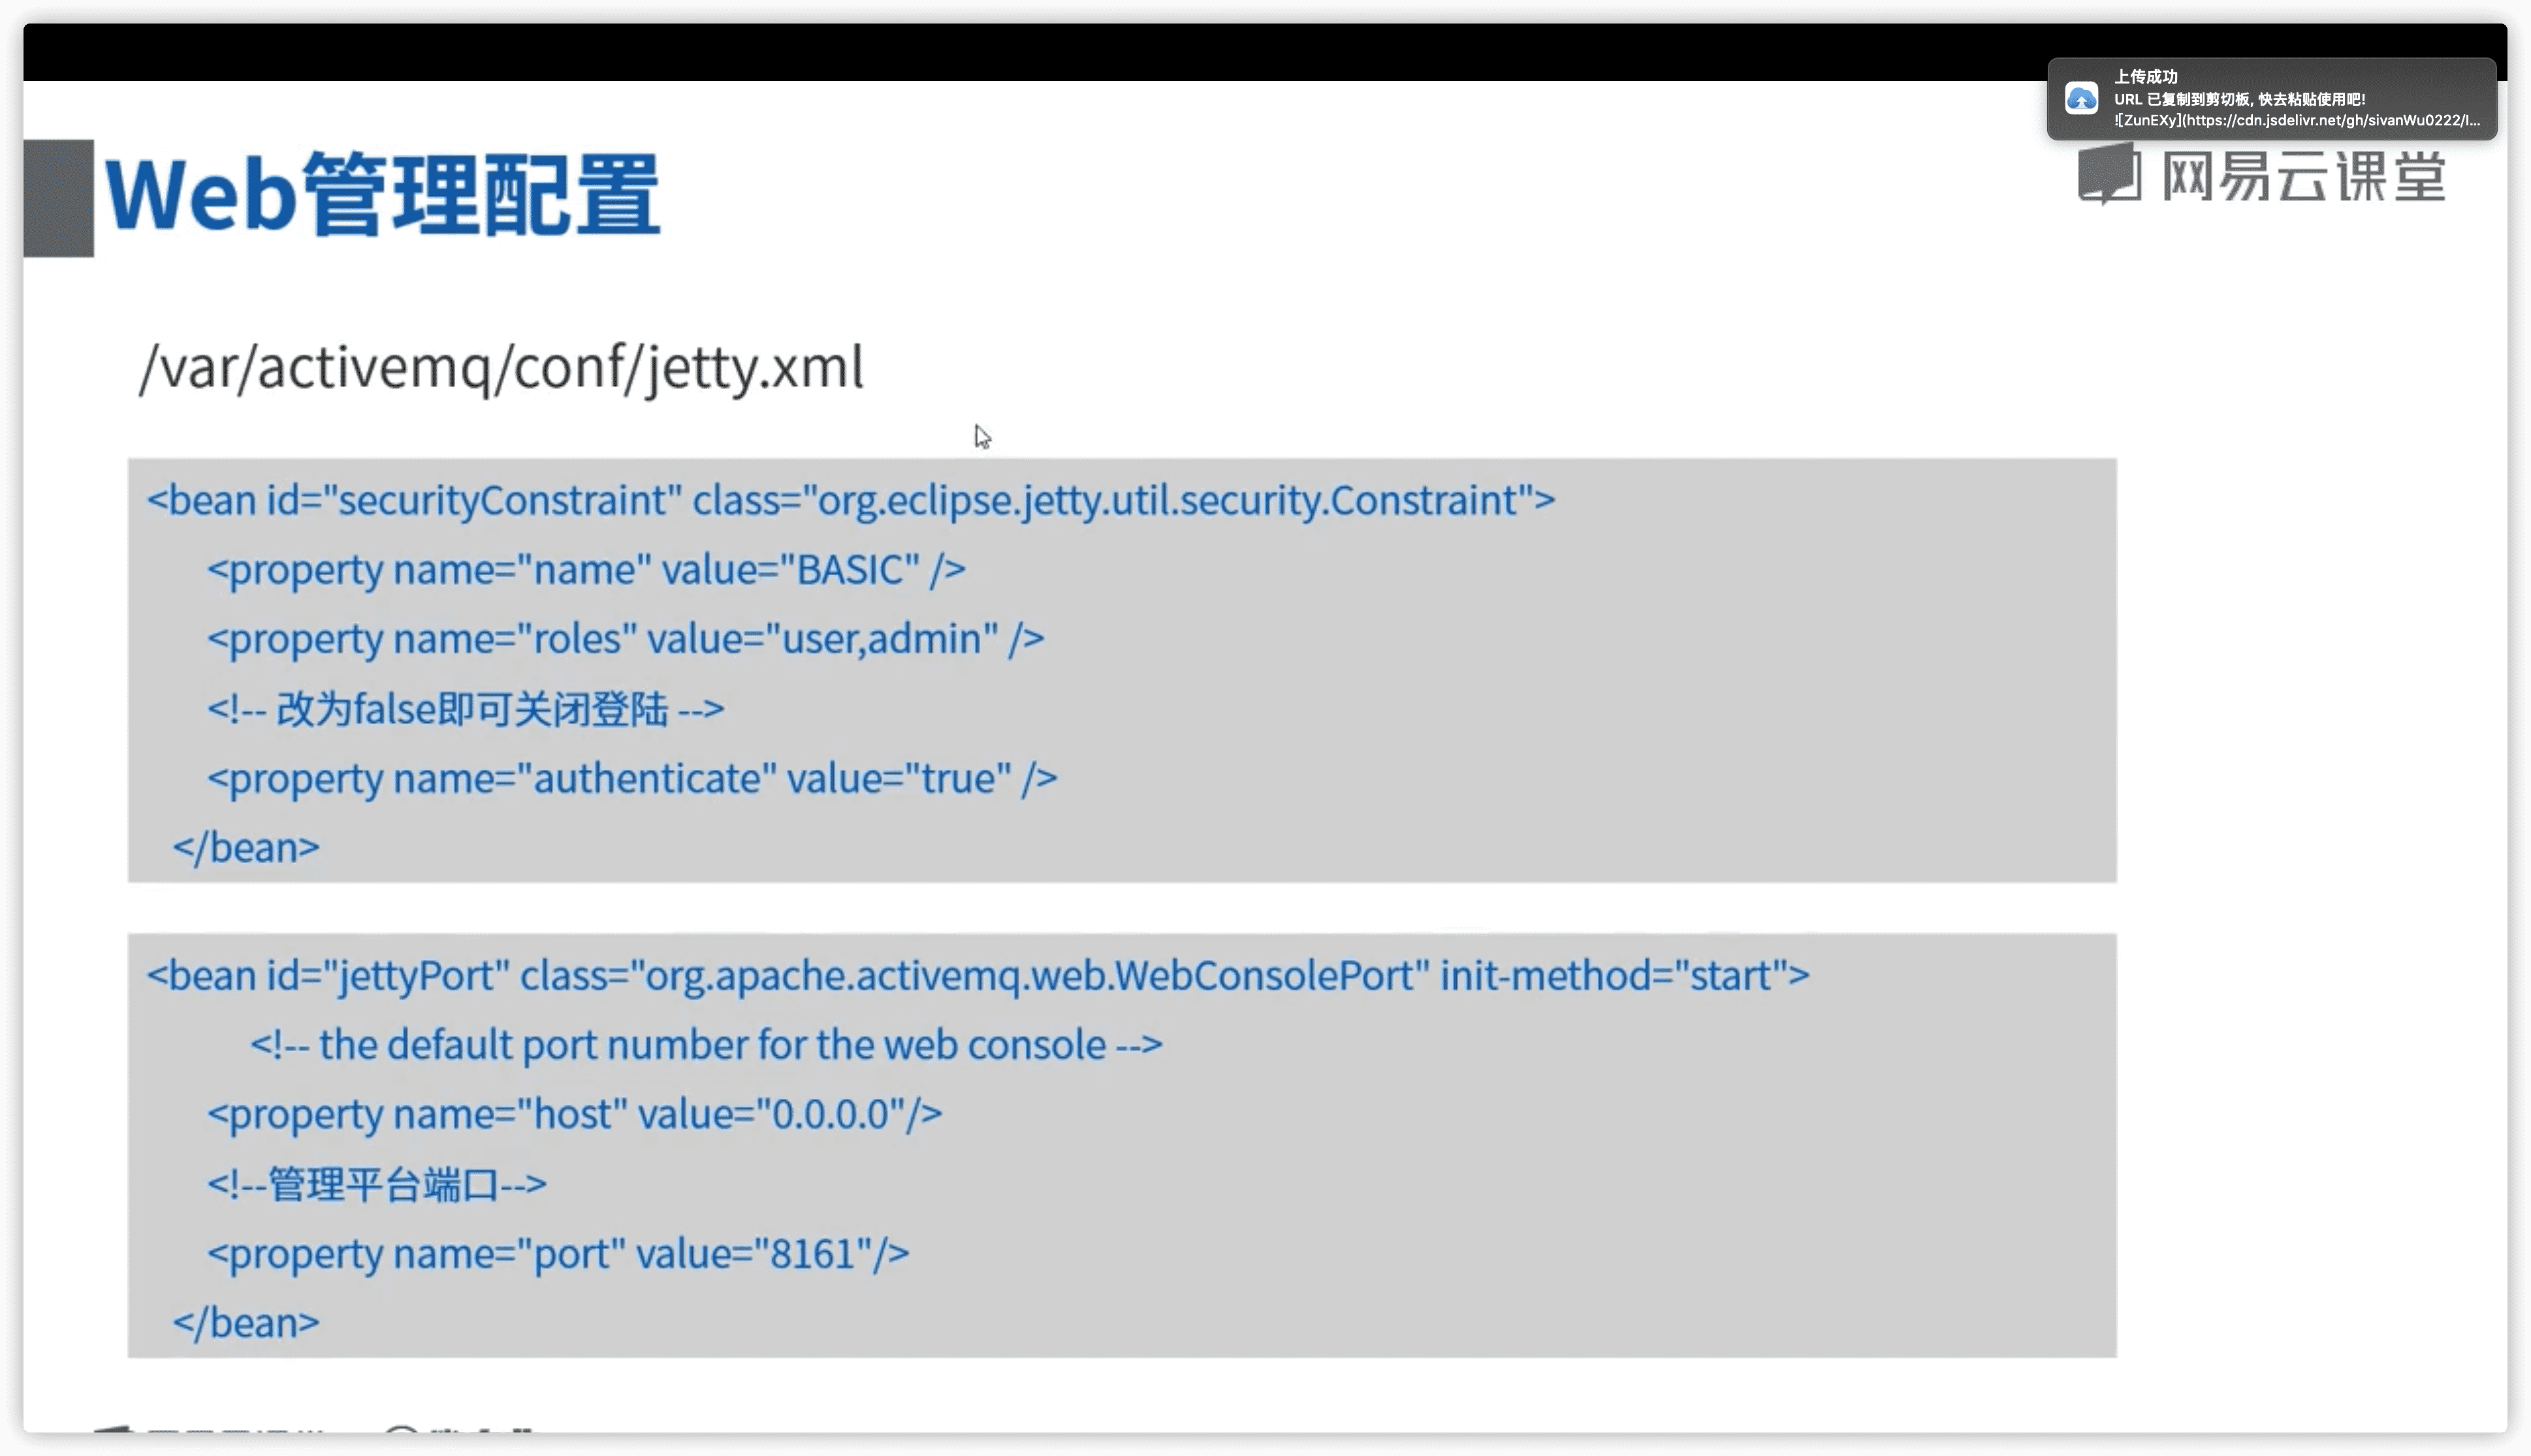 上传成功
URL 已复制到剪切板, 快去粘贴使用吧!
![ZunEXy](https://cdn.jsdelivr.net/gh/sivanWu0222/I...
网易云课堂
Web管理配置
/var/activemq/conf/jetty.xml
<bean id="securityConstraint" class="org.eclipse.jetty.util.security.Constraint">
<property name="name" value="BASIC" />
<property name="roles" value="user,admin" />
<!-- 改为false即可关闭登陆 -->
<property name="authenticate" value="true" />
</bean>
<bean id="jettyPort" class="org.apache.activemq.web.WebConsolePort" init-method="start">
<!-- the default port number for the web console -->
<property name="host" value="0.0.0.0"/>
<!--管理平台端口-->
<property name="port" value="8161"/>
</bean>